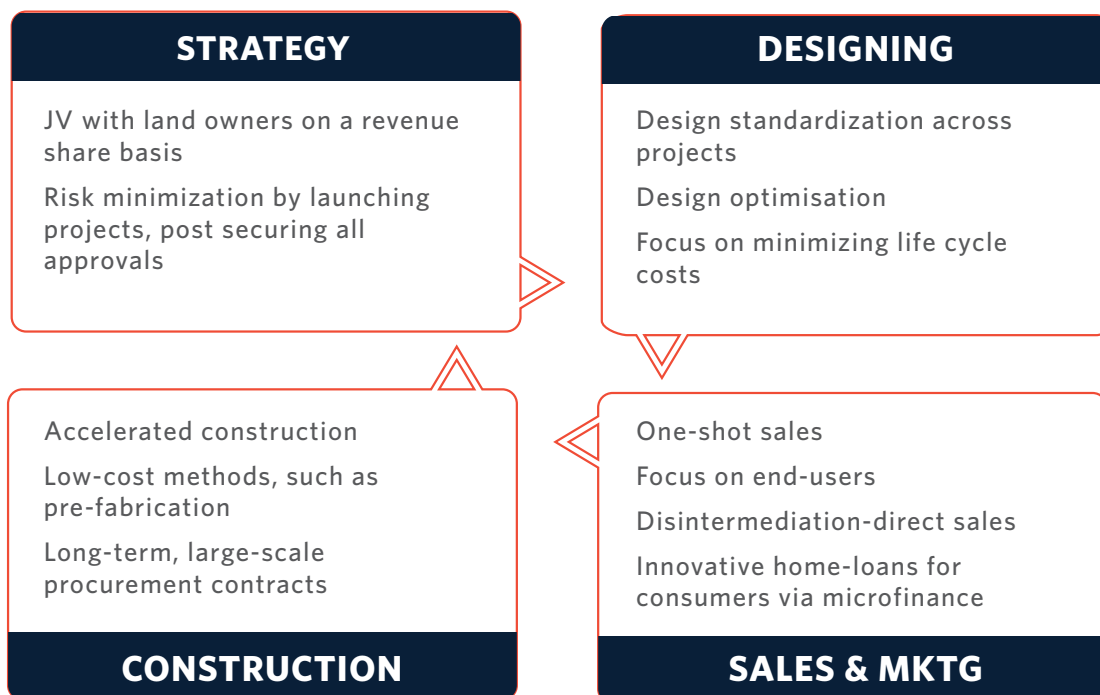 STRATEGY
JV with land owners on a revenue
share basis
Risk minimization by launching
projects, post securing all
approvals
DESIGNING
Design standardization across
projects
Design optimisation
Focus on minimizing life cycle
costs
Accelerated construction
Low-cost methods, such as
pre-fabrication
Long-term, large-scale
procurement contracts
CONSTRUCTION
One-shot sales
Focus on end-users
Disintermediation-direct sales
Innovative home-loans for
consumers via microfinance
SALES & MKTG